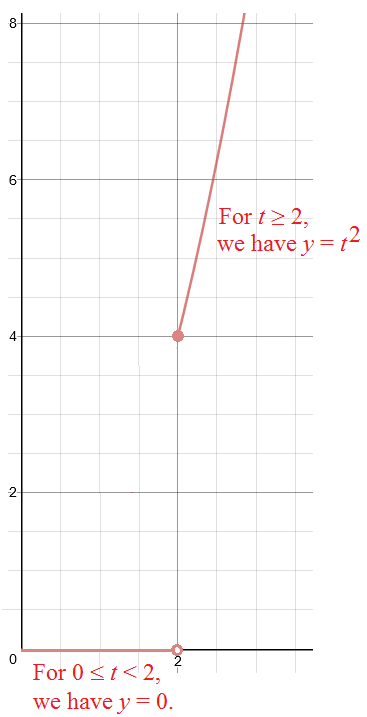 8
6
For t ≥ 2,
we have y = t²
4
2
0
2
For 0 ≤ t < 2,
we have y = 0.